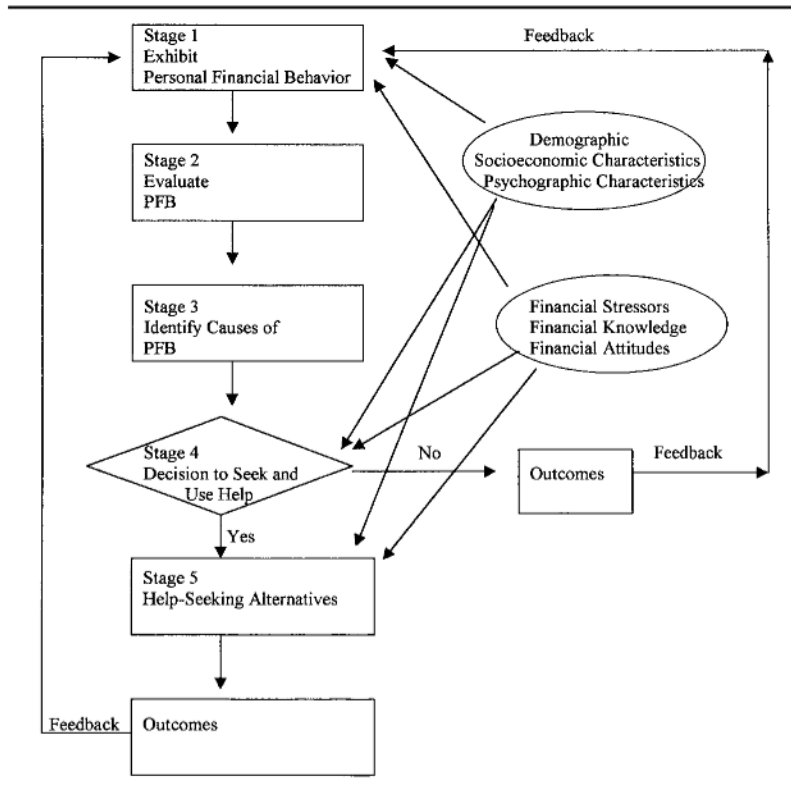 Stage 1
Exhibit
Personal Financial Behavior
Feedback
Demographic
Socioeconomic Characteristics
Psychographic Characteristics
Stage 2
Evaluate
PFB
Stage 3
Identify Causes of
PFB
Financial Stressors
Financial Knowledge
Financial Attitudes
Stage 4
Decision to Seek and
Use Help
No
Outcomes
Feedback
Yes
Stage 5
Help-Seeking Alternatives
Feedback
Outcomes